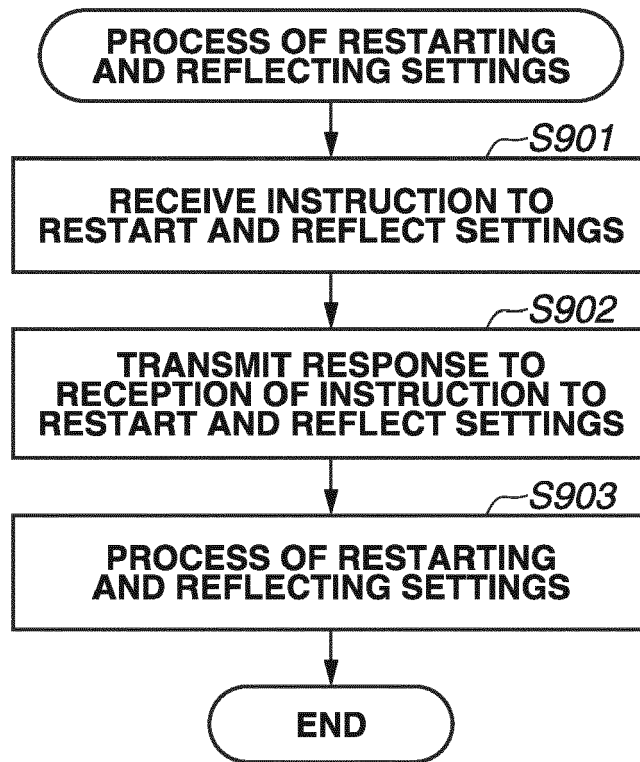 PROCESS OF RESTARTING
AND REFLECTING SETTINGS
S901
RECEIVE INSTRUCTION TO
RESTART AND REFLECT SETTINGS
S902
TRANSMIT RESPONSE TO
RECEPTION OF INSTRUCTION TO
RESTART AND REFLECT SETTINGS
S903
PROCESS OF RESTARTING
AND REFLECTING SETTINGS
END